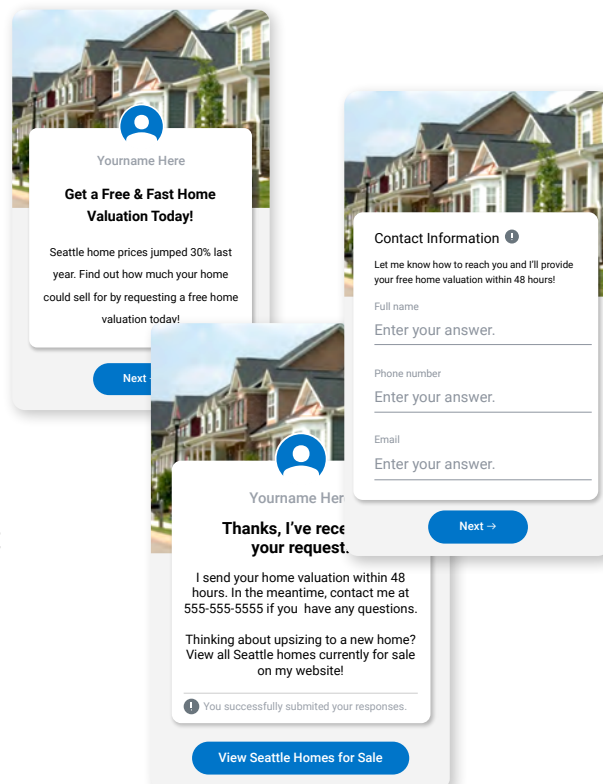 Yourname Here
Get a Free & Fast Home
Valuation Today!
Seattle home prices jumped 30% last
year. Find out how much your home
could sell for by requesting a free home
valuation today!
Next
Contact Information
Let me know how to reach you and I'll provide
your free home valuation within 48 hours!
Full name
Enter your answer.
Phone number
Enter your answer.
Email
Enter your answer.
Next →
Yourname Her
Thanks, I've rece
your request.
I send your home valuation within 48
hours. In the meantime, contact me at
555-555-5555 if you have any questions.
Thinking about upsizing to a new home?
View all Seattle homes currently for sale
on my website!
You successfully submited your responses.
View Seattle Homes for Sale